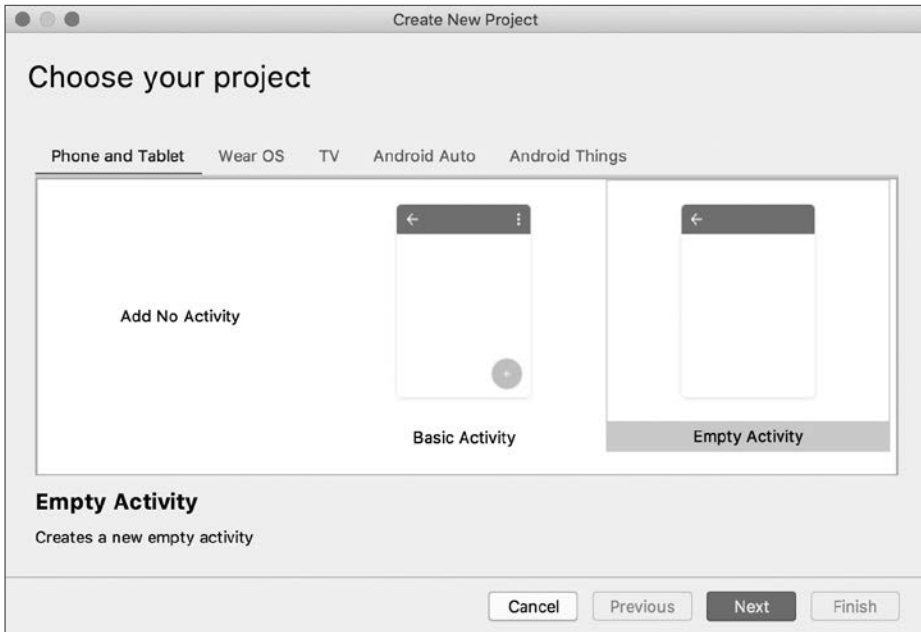 Create New Project
Choose your project
Phone and Tablet Wear OS TV Android Auto Android Things
Add No Activity
Basic Activity
Empty Activity
Empty Activity
Creates a new empty activity
Cancel Previous Next Finish